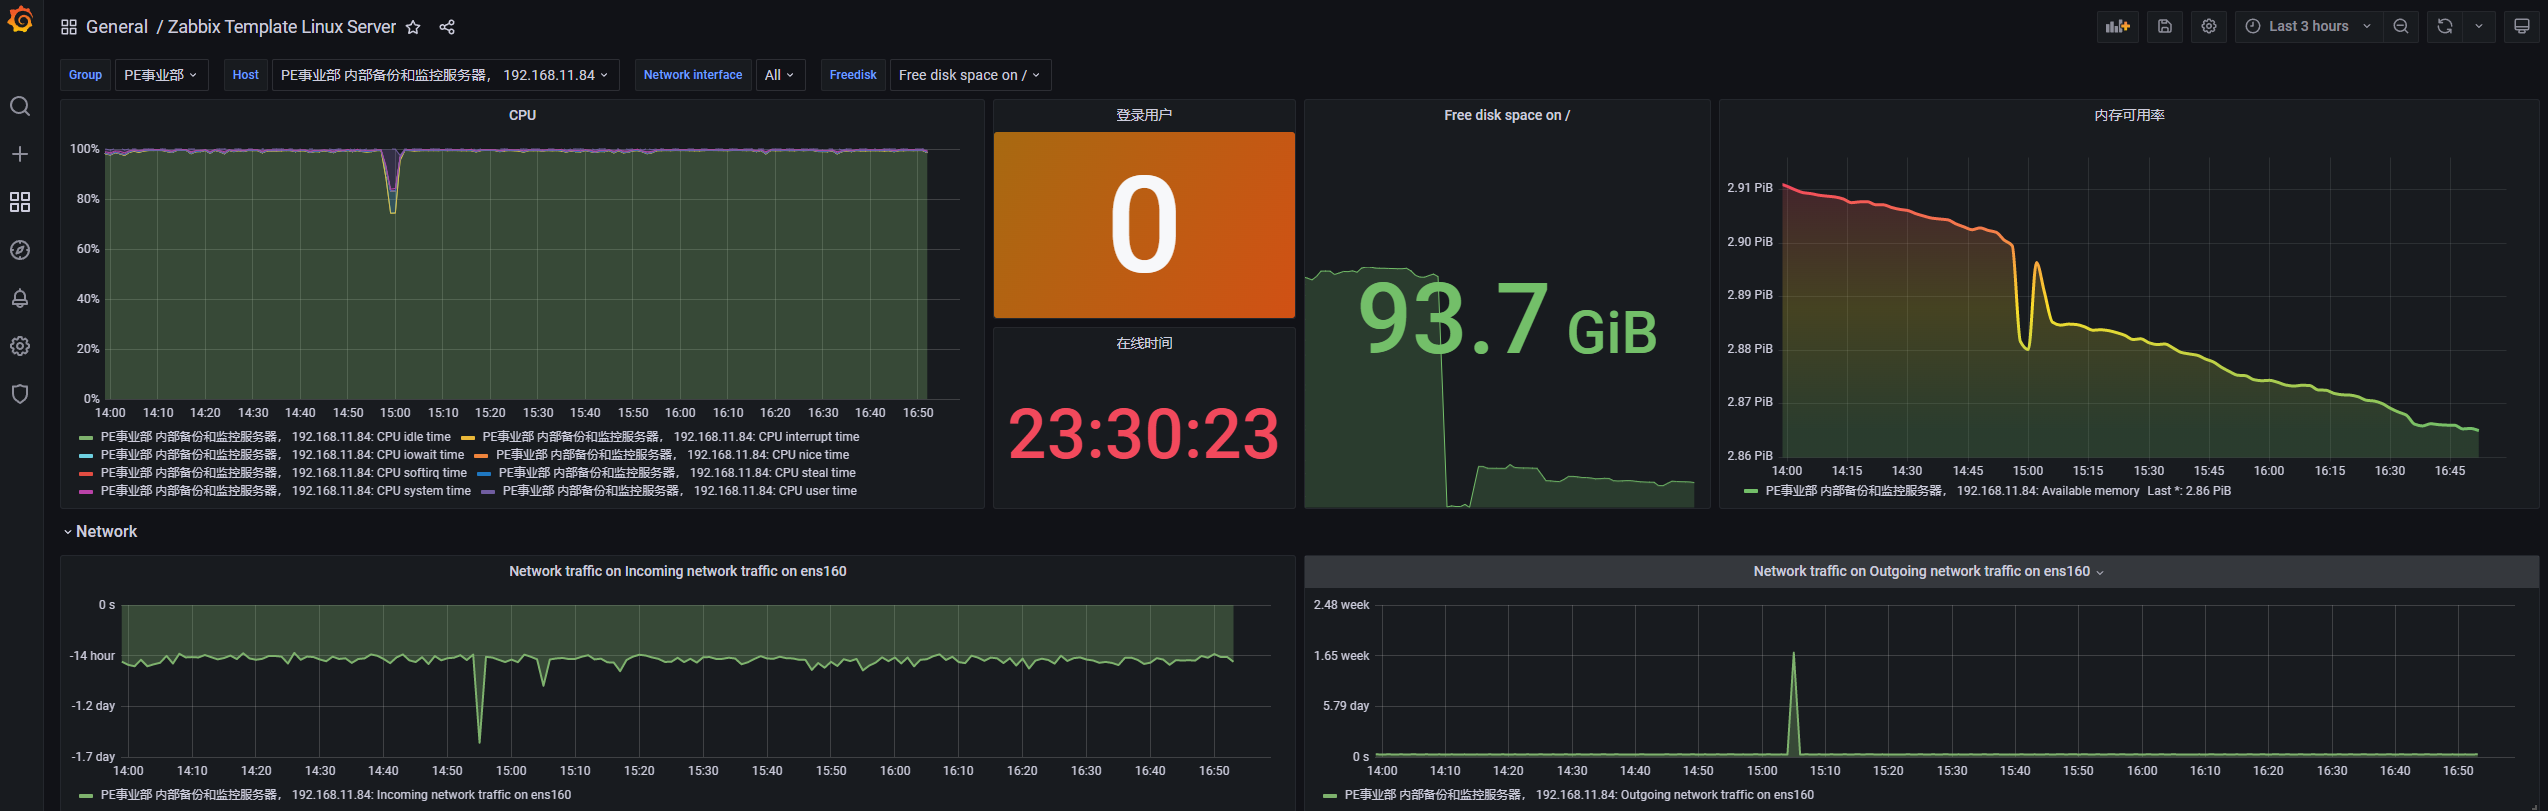 General / Zabbix Template Linux Server
Last 3 hours
Group PE事业部 Host PE事业部 内部备份和监控服务器， 192.168.11.84 Network interface All Freedisk Free disk space on /
CPU
100%
80%
60%
40%
20%
0%
14:00 14:10 14:20 14:30 14:40 14:50 15:00 15:10 15:20 15:30 15:40 15:50 16:00 16:10 16:20 16:30 16:40 16:50
PE事业部 内部备份和监控服务器， 192.168.11.84: CPU idle time PE事业部 内部备份和监控服务器， 192.168.11.84: CPU interrupt time
PE事业部 内部备份和监控服务器， 192.168.11.84: CPU iowait time PE事业部 内部备份和监控服务器， 192.168.11.84: CPU nice time
PE事业部 内部备份和监控服务器， 192.168.11.84: CPU softirq time PE事业部 内部备份和监控服务器， 192.168.11.84: CPU steal time
PE事业部 内部备份和监控服务器， 192.168.11.84: CPU system time PE事业部 内部备份和监控服务器， 192.168.11.84: CPU user time
登录用户
0
在线时间
23:30:23
Free disk space on /
93.7 GiB
内存可用率
2.91 PiB
2.90 PiB
2.89 PiB
2.88 PiB
2.87 PiB
2.86 PiB
14:00 14:15 14:30 14:45 15:00 15:15 15:30 15:45 16:00 16:15 16:30 16:45
PE事业部 内部备份和监控服务器， 192.168.11.84: Available memory Last *: 2.86 PiB
Network
Network traffic on Incoming network traffic on ens160
0 s
-14 hour
-1.2 day
-1.7 day
14:00 14:10 14:20 14:30 14:40 14:50 15:00 15:10 15:20 15:30 15:40 15:50 16:00 16:10 16:20 16:30 16:40 16:50
PE事业部 内部备份和监控服务器， 192.168.11.84: Incoming network traffic on ens160
Network traffic on Outgoing network traffic on ens160
2.48 week
1.65 week
5.79 day
0 s
14:00 14:10 14:20 14:30 14:40 14:50 15:00 15:10 15:20 15:30 15:40 15:50 16:00 16:10 16:20 16:30 16:40 16:50
PE事业部 内部备份和监控服务器， 192.168.11.84: Outgoing network traffic on ens160